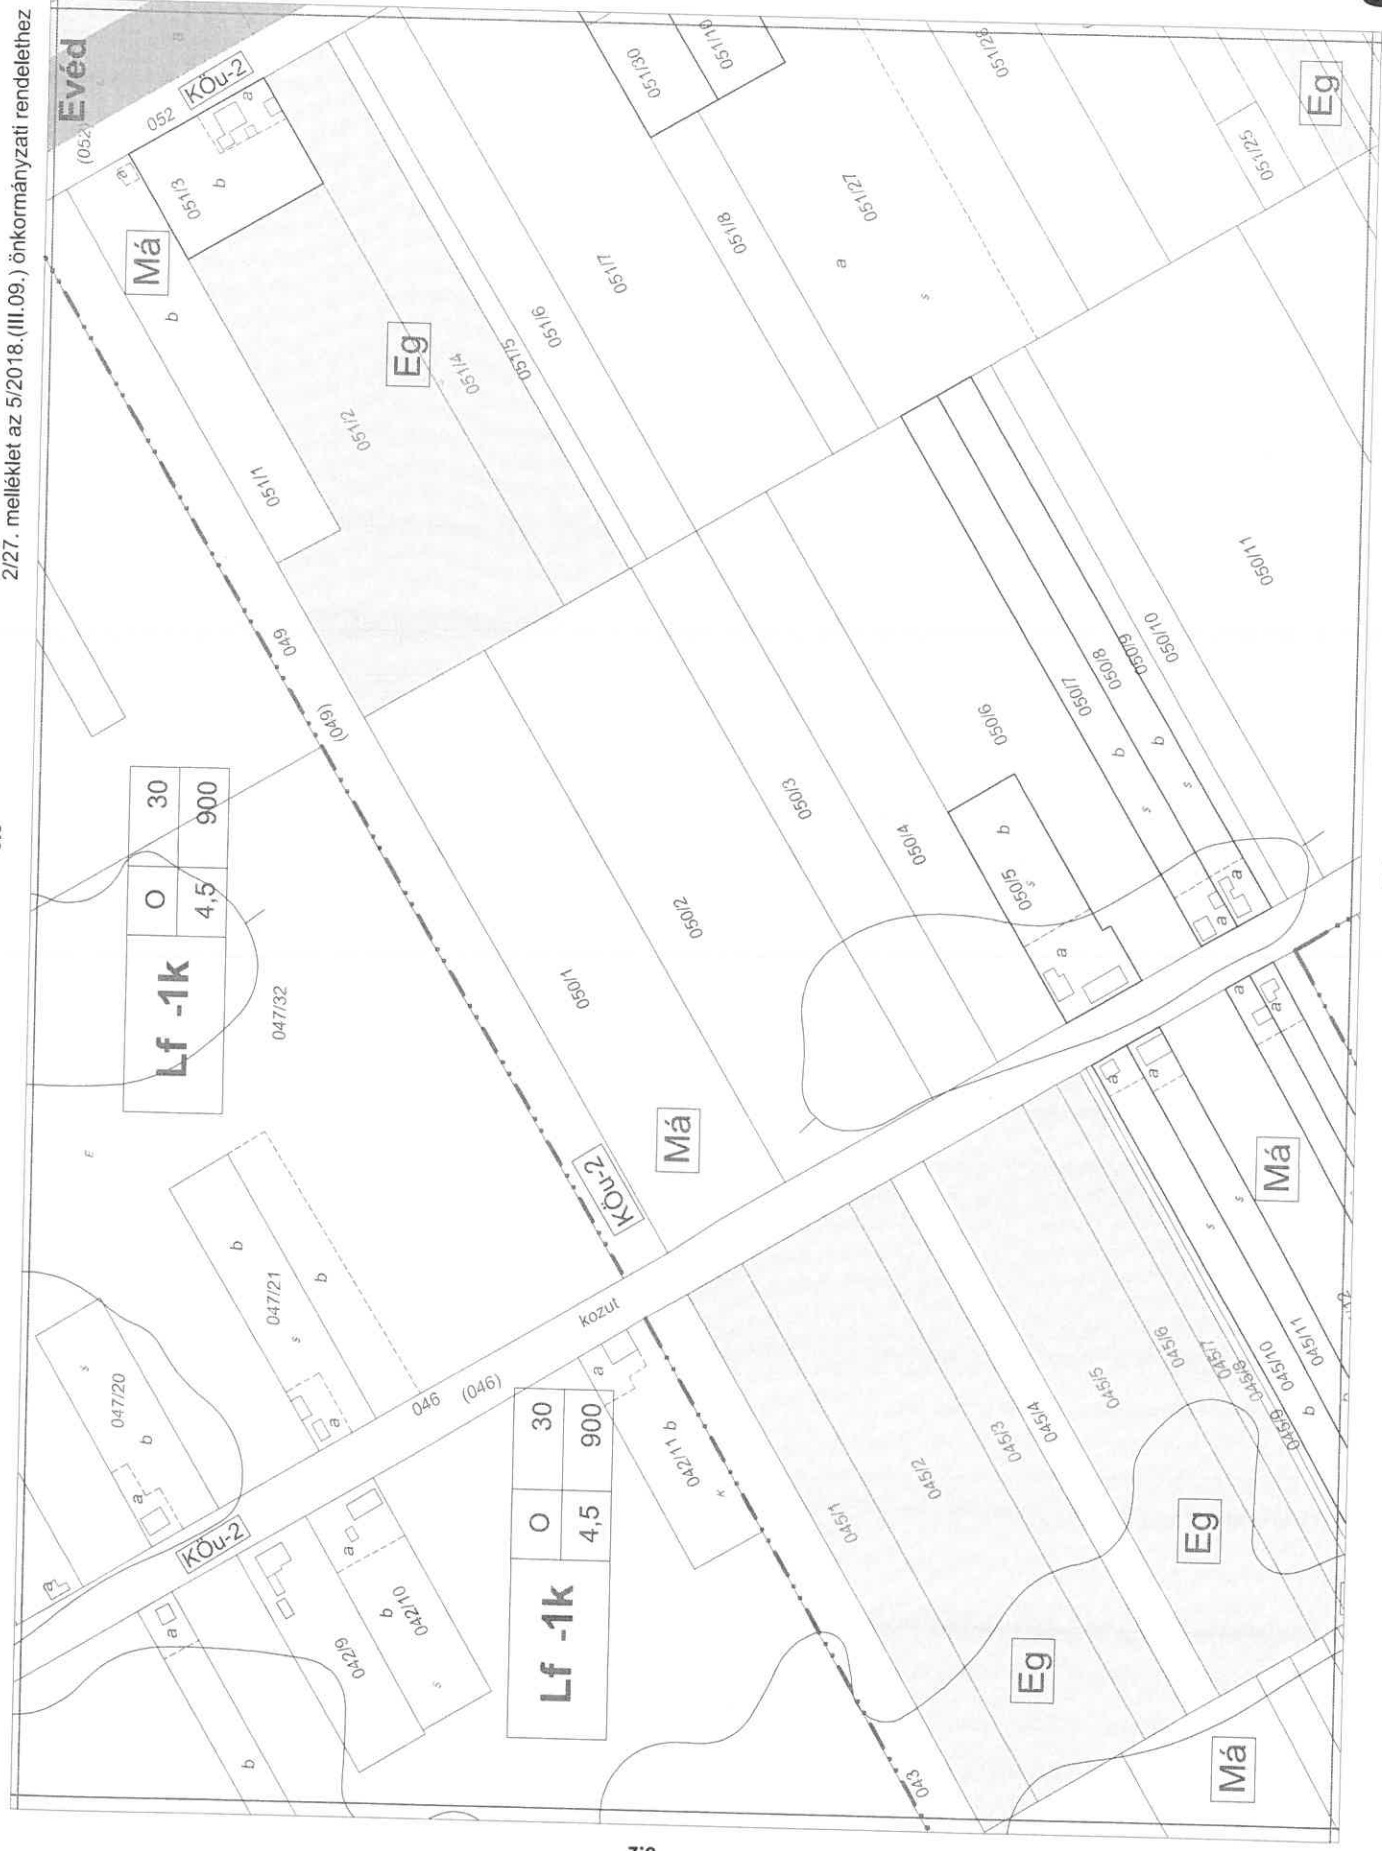 2/27. melléklet az 5/2018.(III.09.) önkormányzati rendelethez
Evéd
(052)
052
KÖu-2
a
b
051/3
a
Má
b
051/1
051/2
Eg
051/4
051/5
051/6
051/7
051/8
051/30
051/10
051/27
a
s
051/26
051/25
Eg
049
(049)
Lf -1k
O
30
4,5
900
047/32
E
050/1
050/2
050/3
050/4
050/5
s
b
a
050/6
050/7
050/8
050/9
050/10
050/11
b
b
s
s
a
a
KÖu-2
Má
047/20
s
b
a
047/21
b
b
s
a
a
KÖu-2
046
(046)
kozut
a
b
042/9
042/10
b
a
s
Lf -1k
O
30
4,5
900
042/11 b
a
K
043
045/1
045/2
045/3
045/4
045/5
045/6
045/7
045/8
045/9
045/10
045/11
b
s
s
a
a
a
a
Má
Eg
Eg
Má